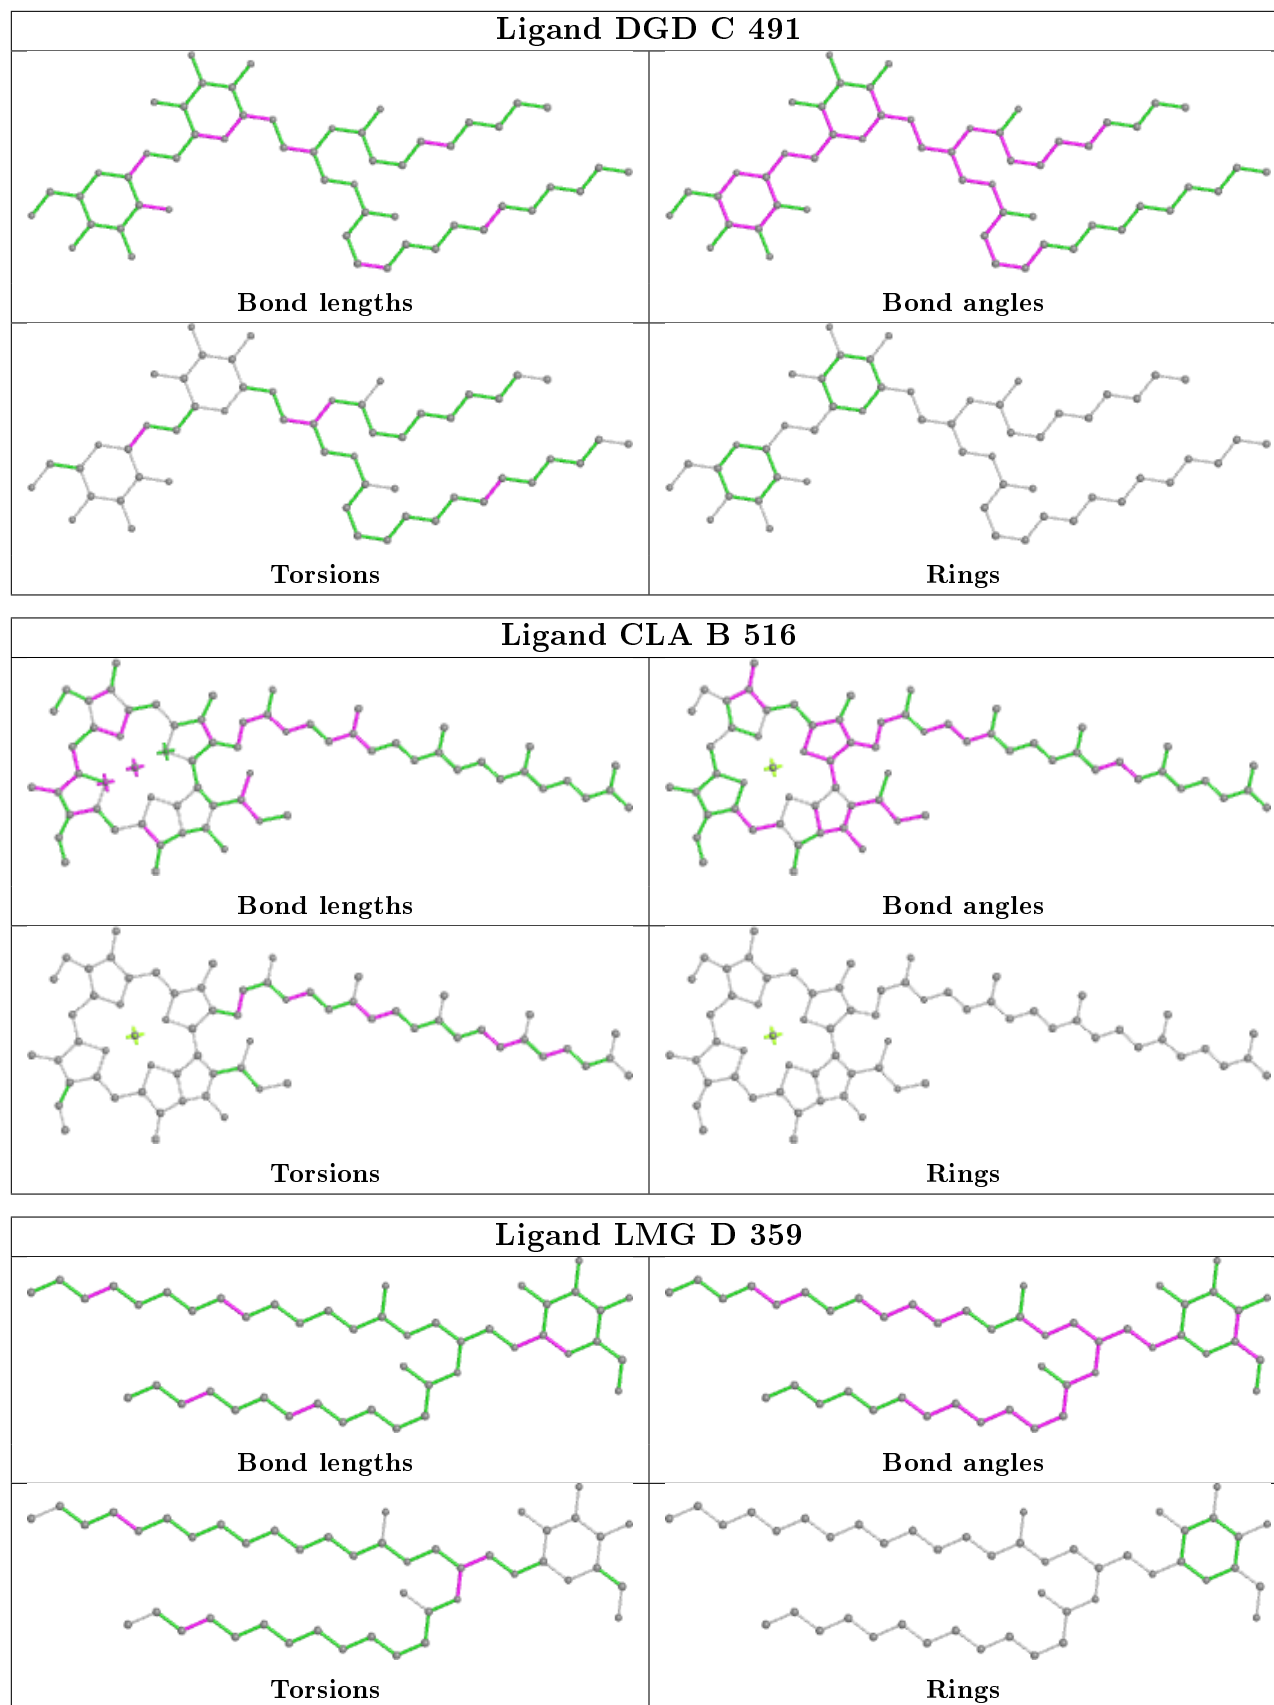 Ligand DGD C 491
Bond lengths
Bond angles
Torsions
Rings
Ligand CLA B 516
Bond lengths
Bond angles
Torsions
Rings
Ligand LMG D 359
Bond lengths
Bond angles
Torsions
Rings